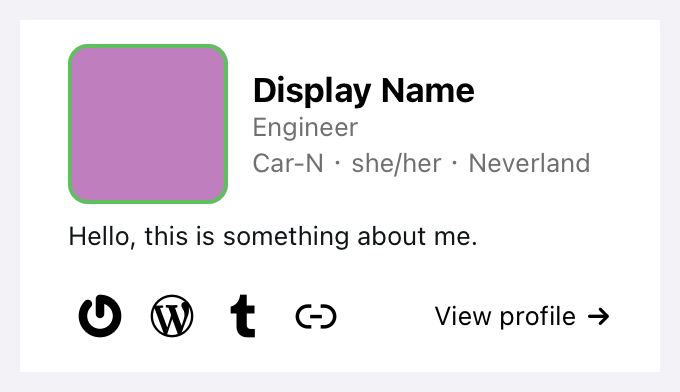 Display Name
Engineer
Car-N · she/her · Neverland
Hello, this is something about me.
View profile →